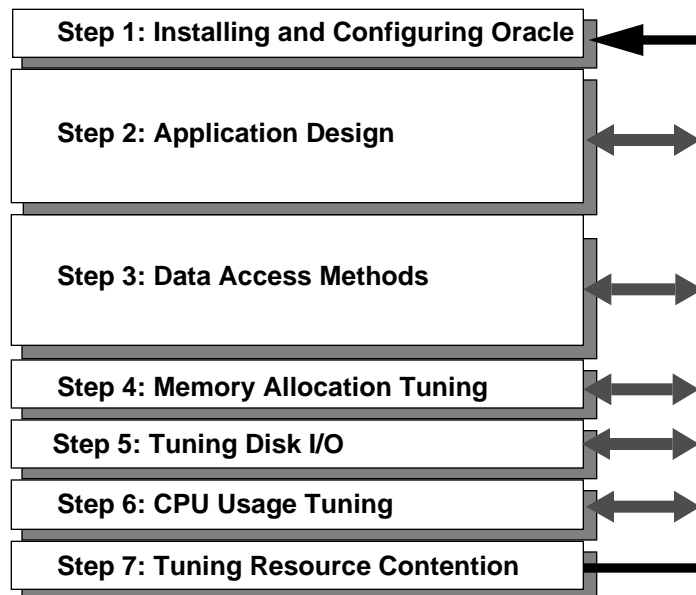 Step 1: Installing and Configuring Oracle
Step 2: Application Design
Step 3: Data Access Methods
Step 4: Memory Allocation Tuning
Step 5: Tuning Disk I/O
Step 6: CPU Usage Tuning
Step 7: Tuning Resource Contention